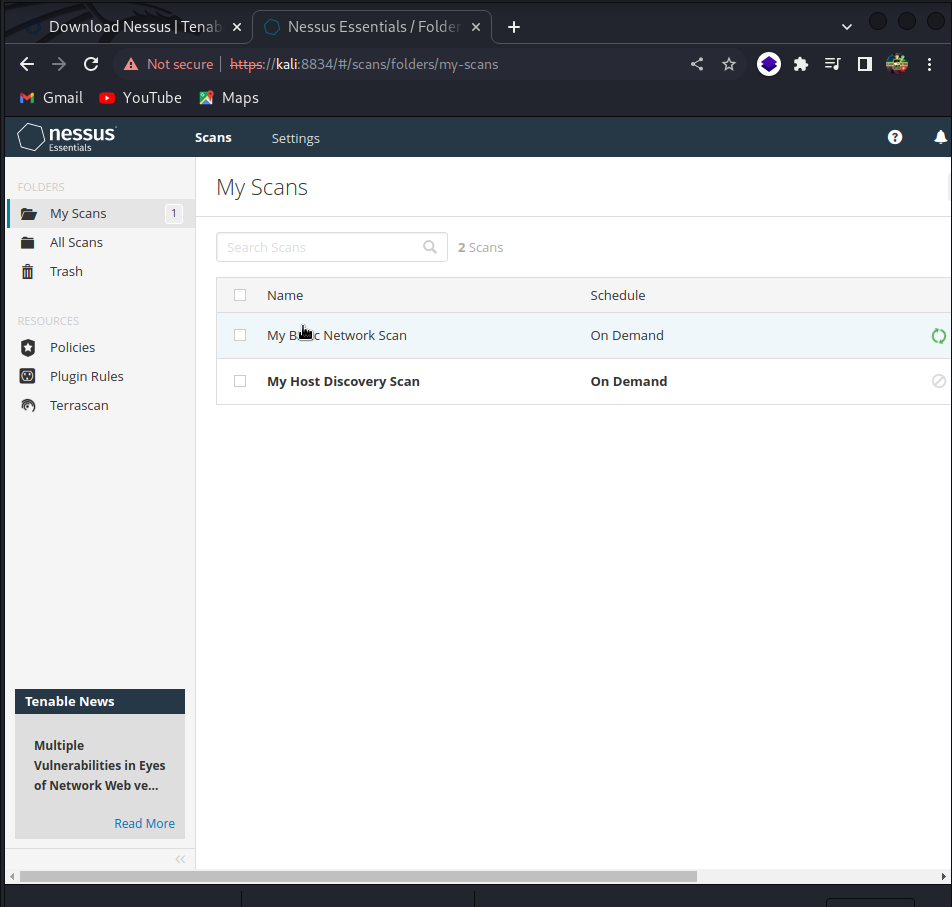 Download Nessus | Tenab
Nessus Essentials / Folder
Not secure | https://kali:8834/#/scans/folders/my-scans
Gmail YouTube Maps
nessus Essentials Scans Settings
FOLDERS
My Scans 1
All Scans
Trash
RESOURCES
Policies
Plugin Rules
Terrascan
Tenable News
Multiple
Vulnerabilities in Eyes
of Network Web ve...
Read More
My Scans
Search Scans 2 Scans
Name Schedule
My Basic Network Scan On Demand
My Host Discovery Scan On Demand